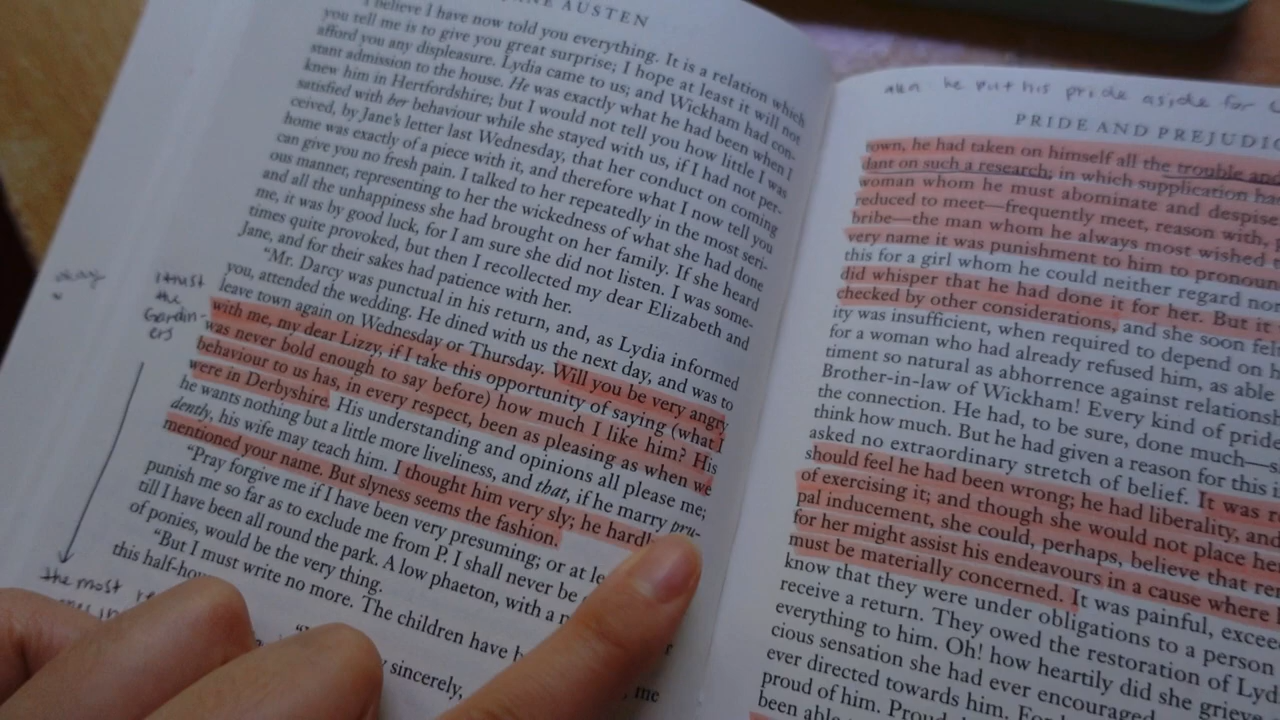 JANE AUSTEN
I believe I have now told you everything. It is a relation which
you tell me is to give you great surprise; I hope at least it will not
afford you any displeasure. Lydia came to us; and Wickham had con-
stant admission to the house. He was exactly what he had been when I
knew him in Hertfordshire; but I would not tell you how little I was
satisfied with her behaviour while she stayed with us, if I had not per-
ceived, by Jane's letter last Wednesday, that her conduct on coming
home was exactly of a piece with it, and therefore what I now tell you
can give you no fresh pain. I talked to her repeatedly in the most seri-
ous manner, representing to her the wickedness of what she had done
and all the unhappiness she had brought on her family. If she heard
me, it was by good luck, for I am sure she did not listen. I was some-
times quite provoked, but then I recollected my dear Elizabeth and
Jane, and for their sakes had patience with her.
"Mr. Darcy was punctual in his return, and, as Lydia informed
you, attended the wedding. He dined with us the next day, and was to
leave town again on Wednesday or Thursday. Will you be very angry
with me, my dear Lizzy, if I take this opportunity of saying (what I
was never bold enough to say before) how much I like him? His
behaviour to us has, in every respect, been as pleasing as when we
were in Derbyshire. His understanding and opinions all please me;
he wants nothing but a little more liveliness, and that, if he marry pru-
dently, his wife may teach him. I thought him very sly; he hardl
mentioned your name. But slyness seems the fashion.
"Pray forgive me if I have been very presuming; or at le
punish me so far as to exclude me from P. I shall never be
till I have been all round the park. A low phaeton, with a
of ponies, would be the very thing.
"But I must write no more. The children have
this half-hou
sincerely,
I trust
the
Gardin-
ers
the most
he put his pride aside for
PRIDE AND PREJUDIC
own, he had taken on himself all the trouble and
dant on such a research; in which supplication ha
woman whom he must abominate and despise
reduced to meet—frequently meet, reason with,
bribe—the man whom he always most wished t
very name it was punishment to him to pronoun
this for a girl whom he could neither regard nor
did whisper that he had done it for her. But it
checked by other considerations, and she soon fel
ity was insufficient, when required to depend on h
for a woman who had already refused him, as able
timent so natural as abhorrence against relationsh
Brother-in-law of Wickham! Every kind of prid
the connection. He had, to be sure, done much—s
think how much. But he had given a reason for this i
asked no extraordinary stretch of belief. It was r
should feel he had been wrong; he had liberality, and
of exercising it; and though she would not place he
pal inducement, she could, perhaps, believe that re
for her might assist his endeavours in a cause where
must be materially concerned. It was painful, excee
know that they were under obligations to a person
receive a return. They owed the restoration of Lyd
everything to him. Oh! how heartily did she grieve
cious sensation she had ever encouraged
ever directed towards him. For
proud of him. Proud
been able